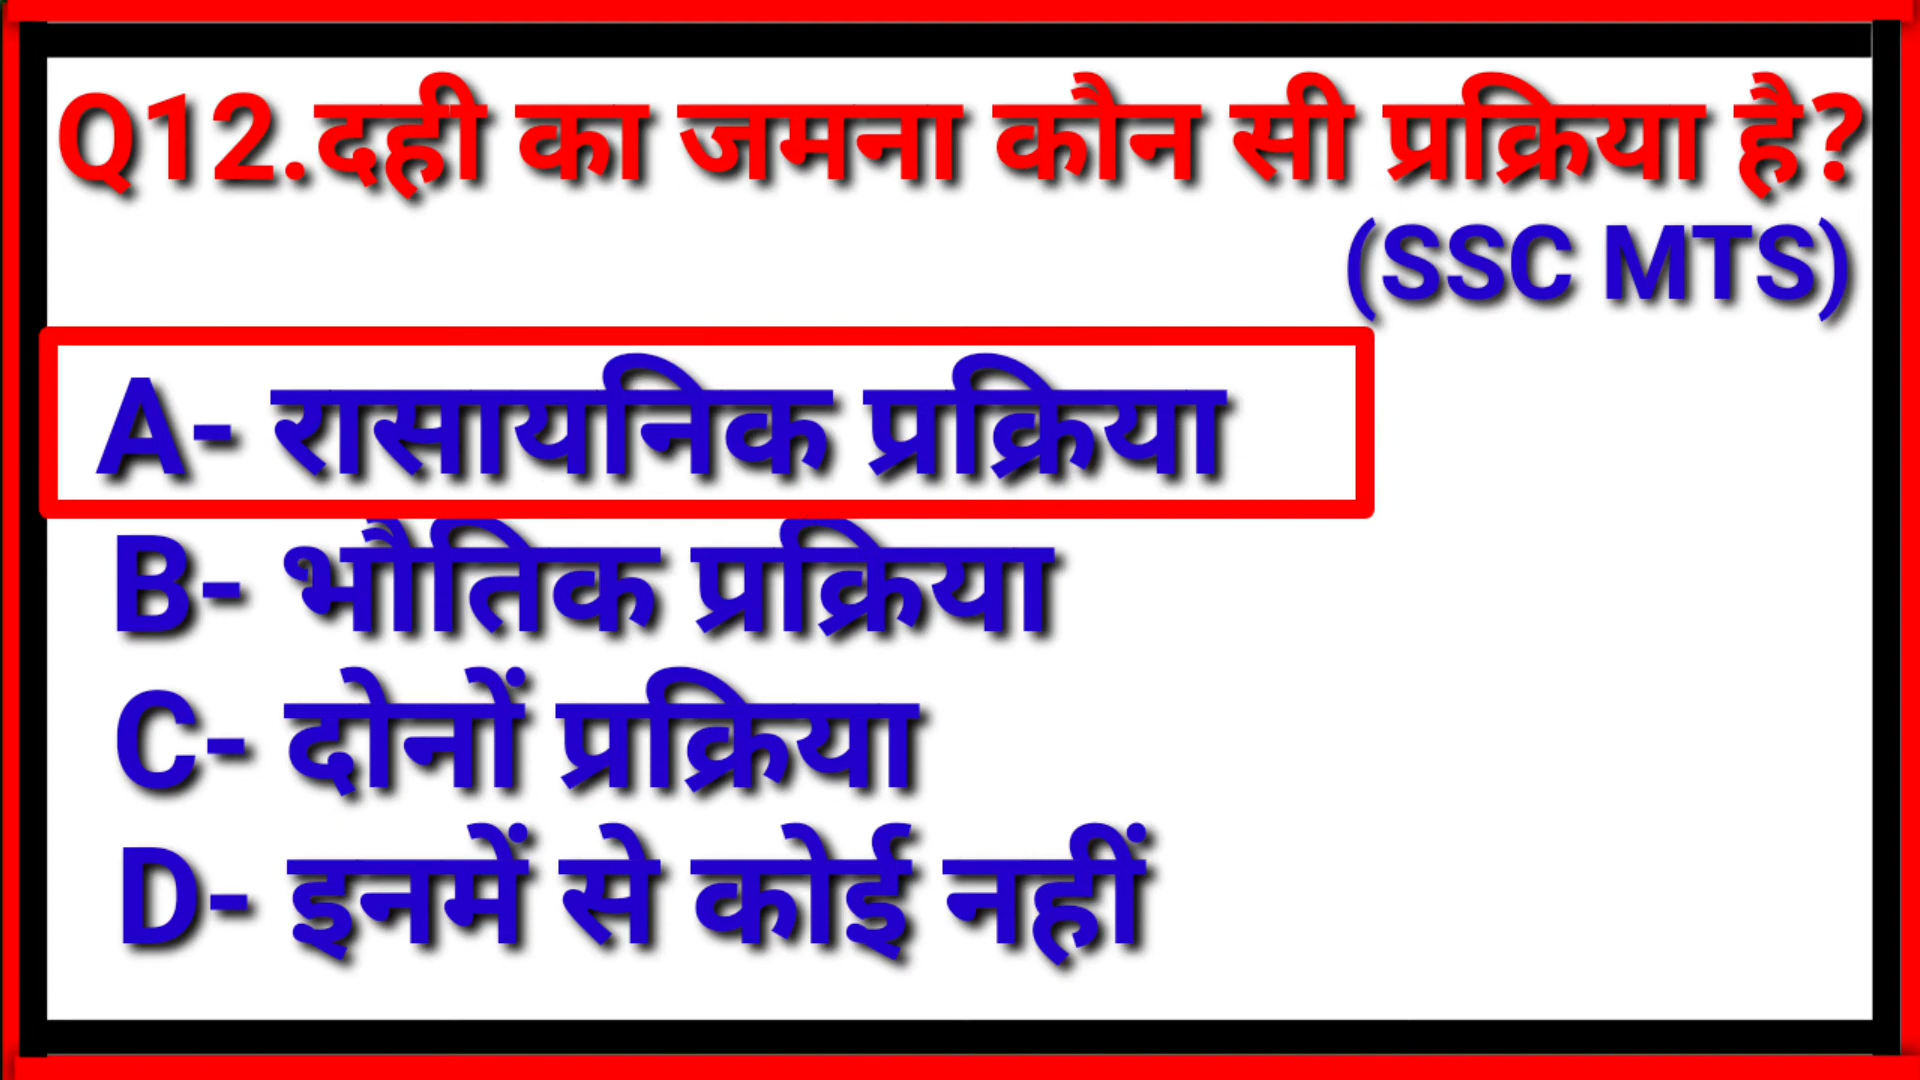 Q12.दही का जमना कौन सी प्रक्रिया है?
(SSC MTS)
A- रासायनिक प्रक्रिया
B- भौतिक प्रक्रिया
C- दोनों प्रक्रिया
D- इनमें से कोई नहीं